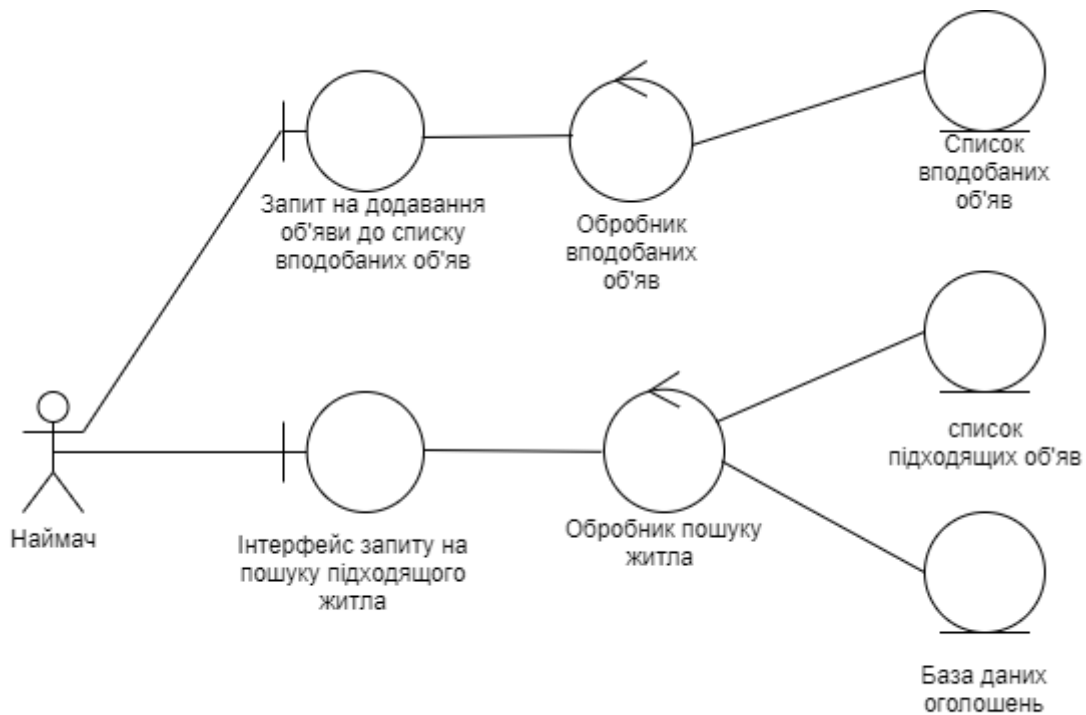 Список
вподобаних
об'яв
Запит на додавання
об'яви до списку
вподобаних об'яв
Обробник
вподобаних
об'яв
список
підходящих об'яв
Наймач
Інтерфейс запиту на
пошуку підходящого
житла
Обробник пошуку
житла
База даних
оголошень